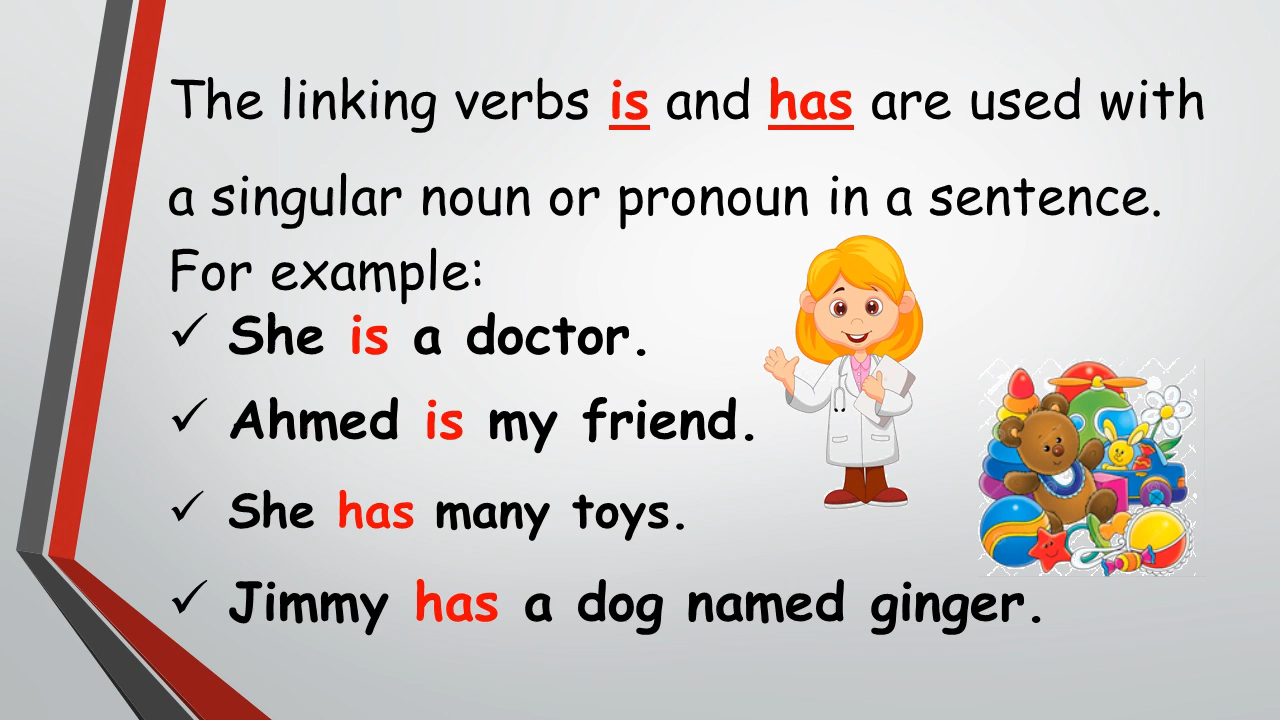 The linking verbs is and has are used with
a singular noun or pronoun in a sentence.
For example:
✓ She is a doctor.
✓ Ahmed is my friend.
✓ She has many toys.
✓ Jimmy has a dog named ginger.